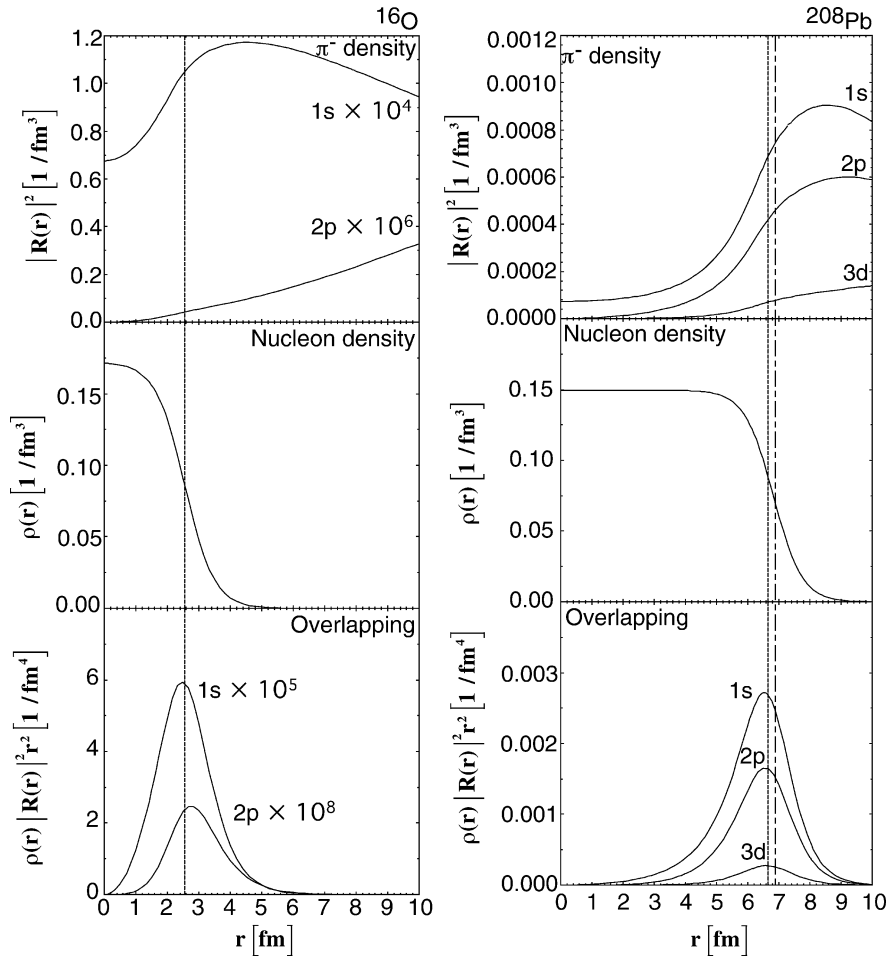 ¹⁶O
π⁻ density
1.2
1.0
0.8
0.6
0.4
0.2
0.0
|R(r)|² [1/fm³]
1s × 10⁴
2p × 10⁶
Nucleon density
0.15
0.10
0.05
0.00
ρ(r) [1/fm³]
Overlapping
6
4
2
0
ρ(r)|R(r)|²r² [1/fm⁴]
1s × 10⁵
2p × 10⁸
0 1 2 3 4 5 6 7 8 9 10
r [fm]
²⁰⁸Pb
π⁻ density
0.0012
0.0010
0.0008
0.0006
0.0004
0.0002
0.0000
|R(r)|² [1/fm³]
1s
2p
3d
Nucleon density
0.15
0.10
0.05
0.00
ρ(r) [1/fm³]
Overlapping
0.003
0.002
0.001
0.000
ρ(r)|R(r)|²r² [1/fm⁴]
1s
2p
3d
0 1 2 3 4 5 6 7 8 9 10
r [fm]